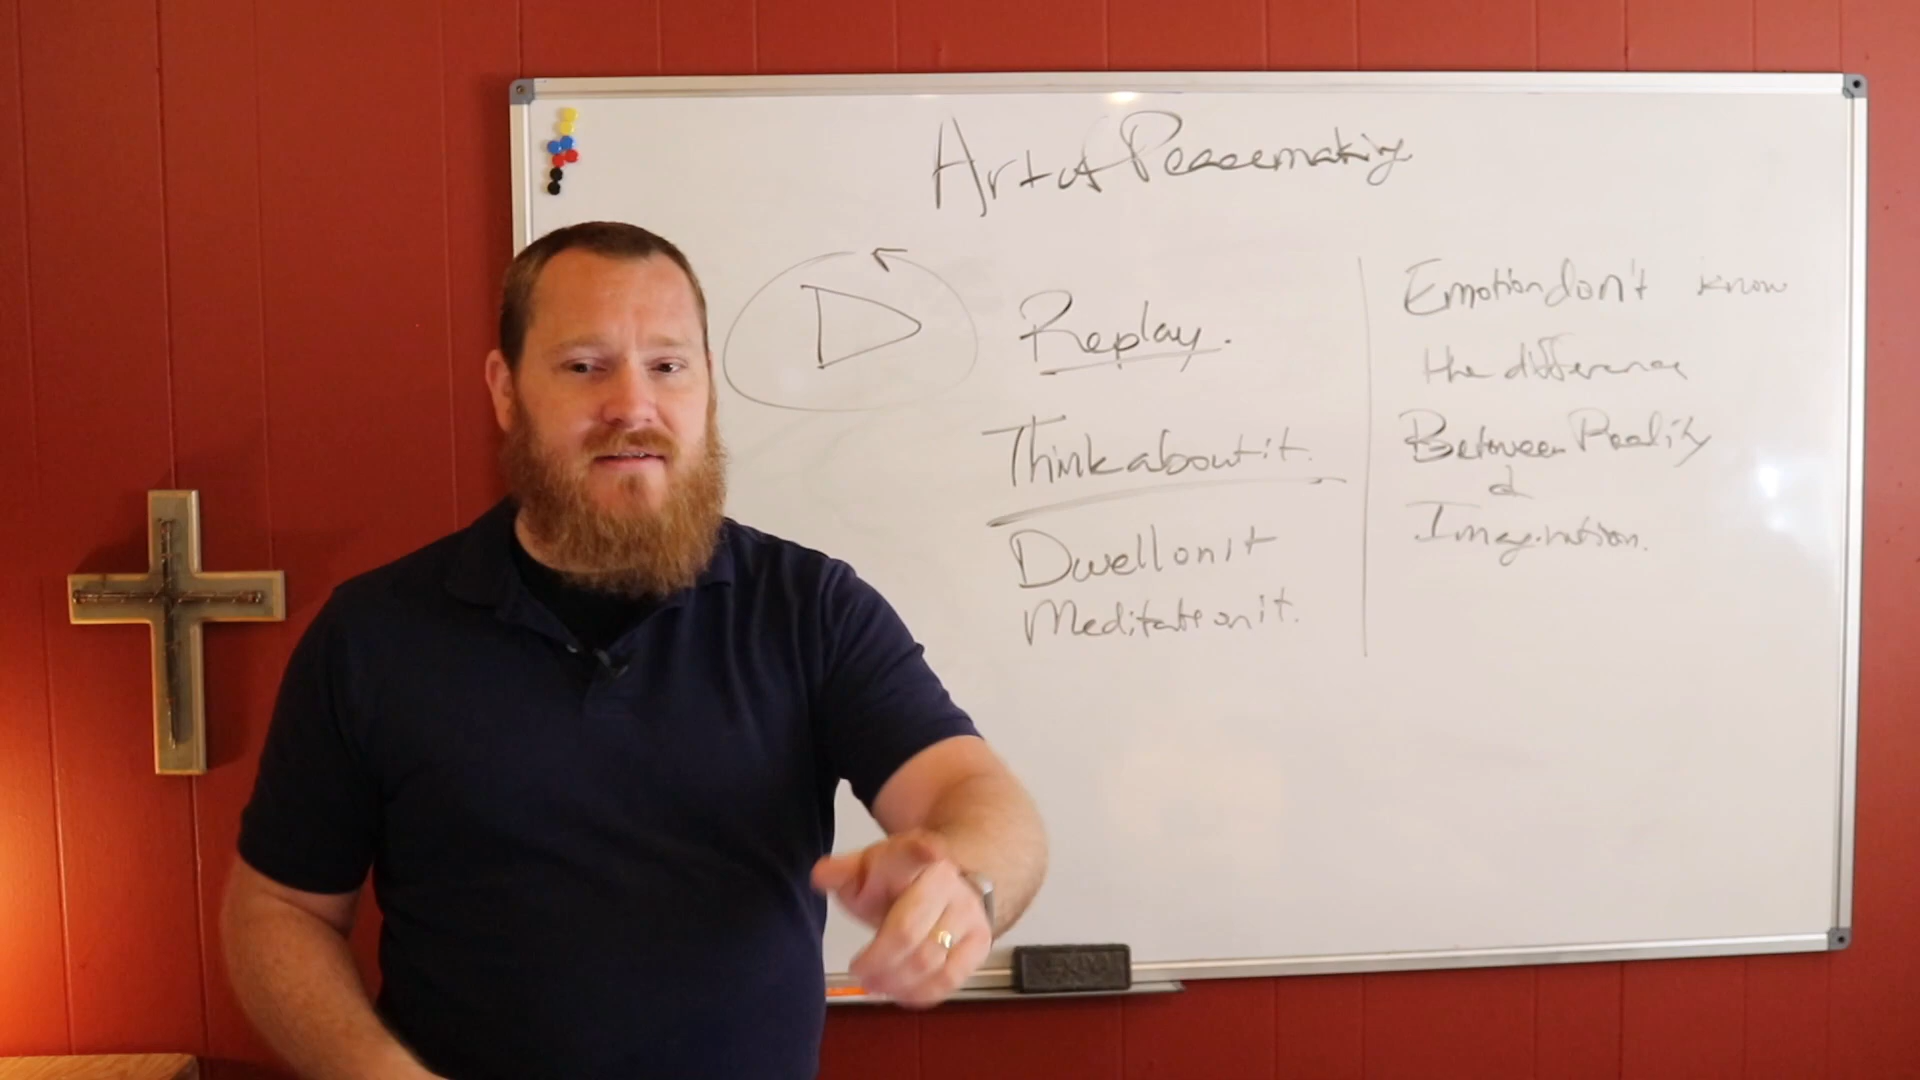 Art of Peacemaking
Replay.
Think about it.
Dwell on it
Meditate on it.
Emotion don't know
the difference
Between Reality
&
Imagination.